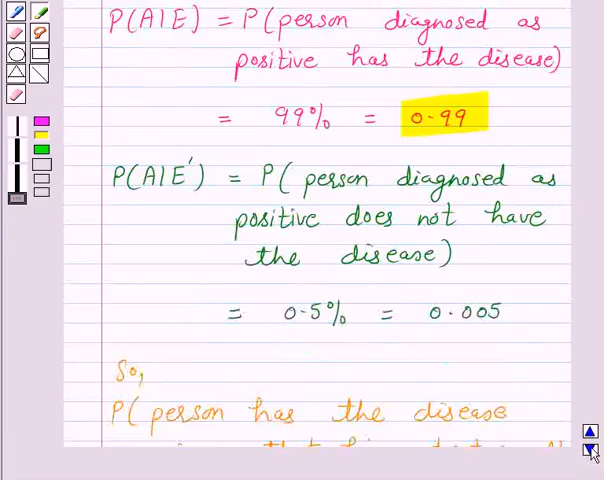 P(A|E) = P(person diagnosed as
positive has the disease)
= 99% = 0.99
P(A|E') = P(person diagnosed as
positive does not have
the disease)
= 0.5% = 0.005
So,
P(person has the disease